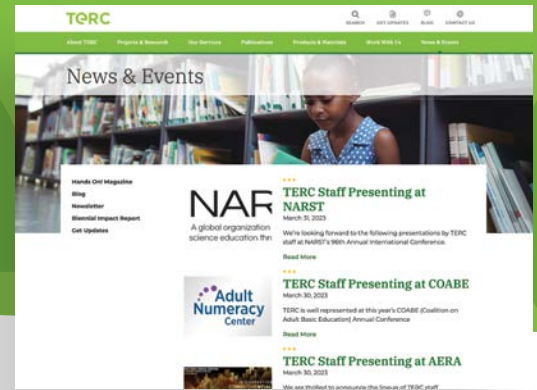 TERC
SEARCH GET UPDATES BLOG CONTACT US
About TERC Projects & Research Our Services Publications Products & Materials Work With Us News & Events
News & Events
Hands On! Magazine
Blog
Newsletter
Biennial Impact Report
Get Updates
NAR
A global organization
science education thr
TERC Staff Presenting at
NARST
March 31, 2023
We're looking forward to the following presentations by TERC
staff at NARST's 96th Annual International Conference.
Read More
Adult
Numeracy
Center
TERC Staff Presenting at COABE
March 30, 2023
TERC is well represented at this year's COABE (Coalition on
Adult Basic Education) Annual Conference
Read More
TERC Staff Presenting at AERA
March 30, 2023
We are thrilled to announce the lineup of TERC staff